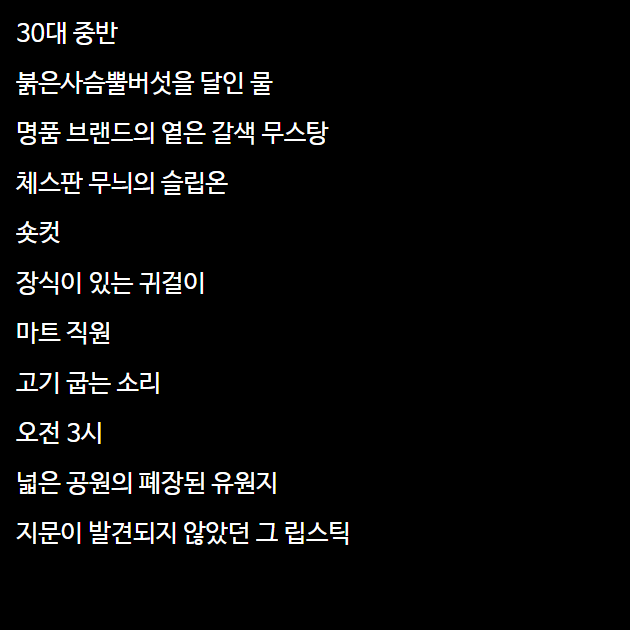 30대 중반
붉은사슴뿔버섯을 달인 물
명품 브랜드의 옅은 갈색 무스탕
체스판 무늬의 슬립온
숏컷
장식이 있는 귀걸이
마트 직원
고기 굽는 소리
오전 3시
넓은 공원의 폐장된 유원지
지문이 발견되지 않았던 그 립스틱